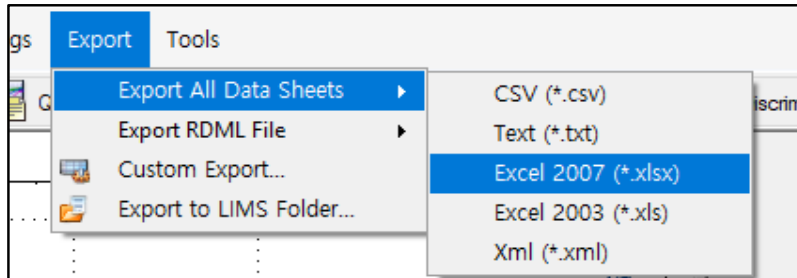 gs Export Tools
Export All Data Sheets
Export RDML File
Custom Export...
Export to LIMS Folder...
CSV (*.csv)
Text (*.txt)
Excel 2007 (*.xlsx)
Excel 2003 (*.xls)
Xml (*.xml)
iscrim